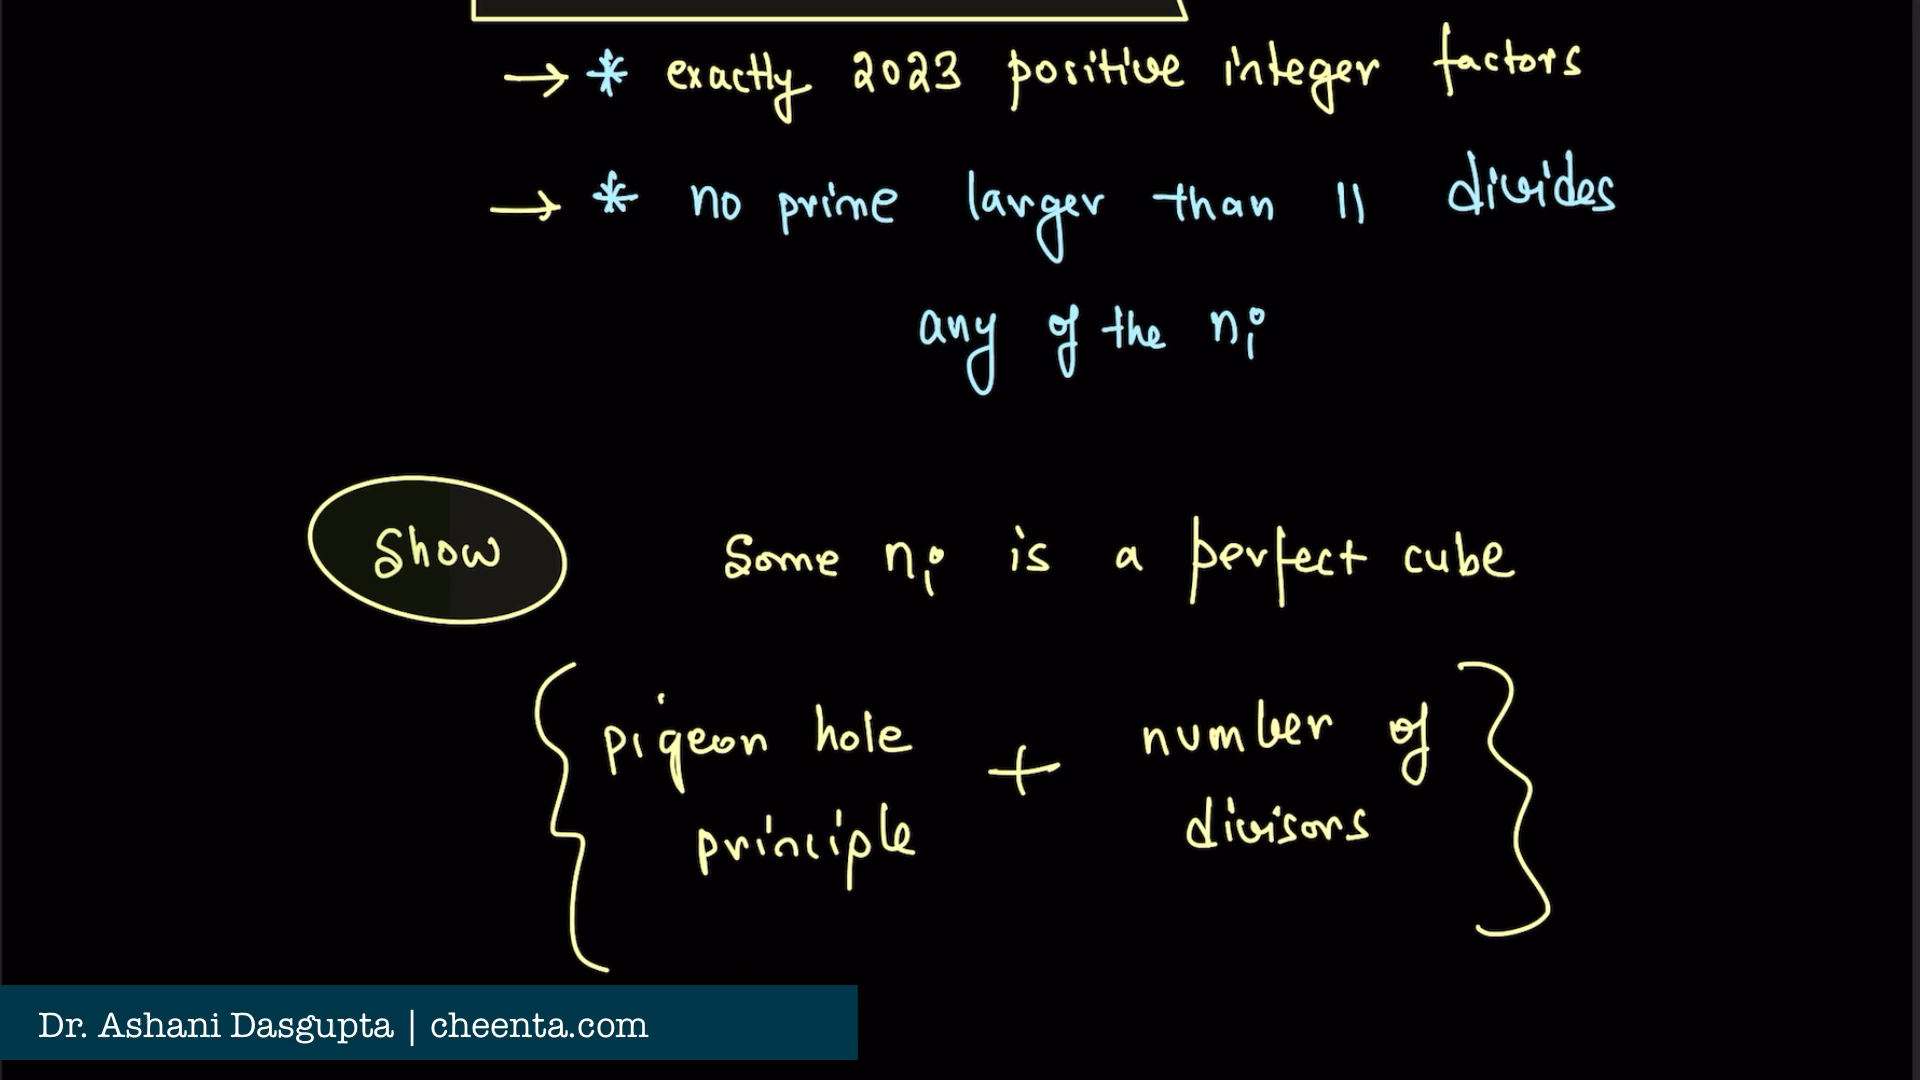 → * exactly 2023 positive integer factors
→ * no prime larger than 11 divides
any of the ni
Show Some ni is a perfect cube
{ pigeon hole + number of }
principle divisors
Dr. Ashani Dasgupta | cheenta.com